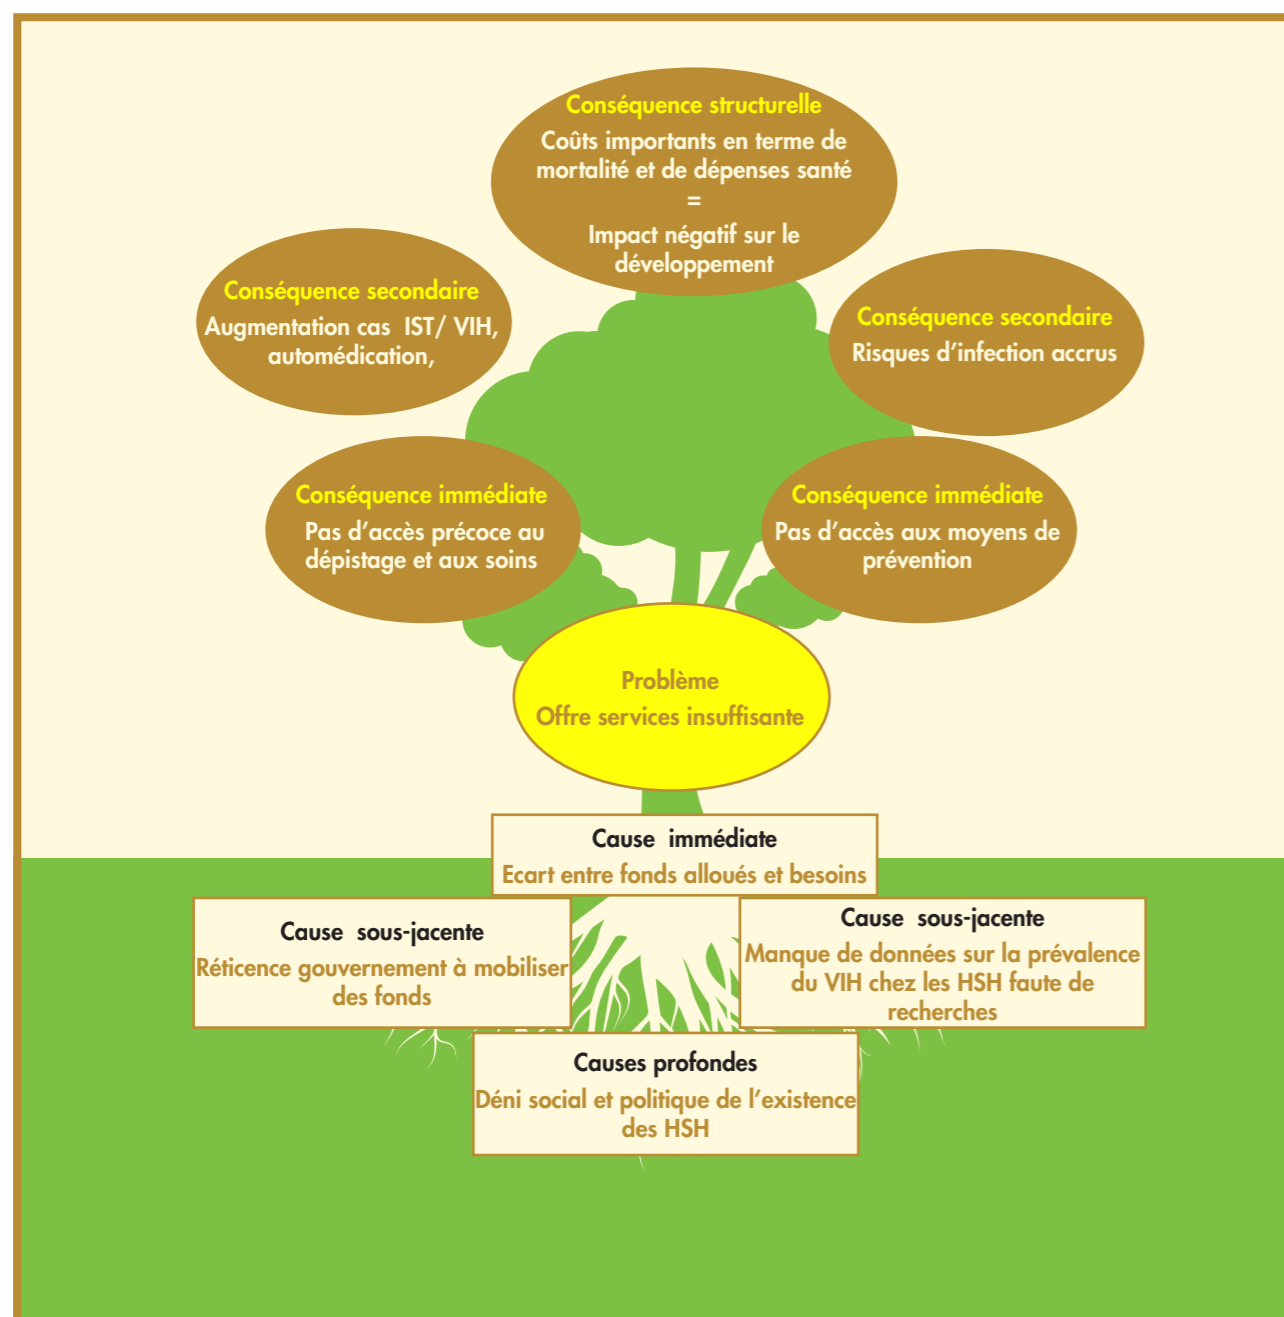 Conséquence structurelle
Coûts importants en terme de
mortalité et de dépenses santé
=
Impact négatif sur le
développement
Conséquence secondaire
Augmentation cas IST/ VIH,
automédication,
Conséquence secondaire
Risques d’infection accrus
Conséquence immédiate
Pas d’accès précoce au
dépistage et aux soins
Conséquence immédiate
Pas d’accès aux moyens de
prévention
Problème
Offre services insuffisante
Cause immédiate
Ecart entre fonds alloués et besoins
Cause sous-jacente
Réticence gouvernement à mobiliser
des fonds
Cause sous-jacente
Manque de données sur la prévalence
du VIH chez les HSH faute de
recherches
Causes profondes
Déni social et politique de l’existence
des HSH